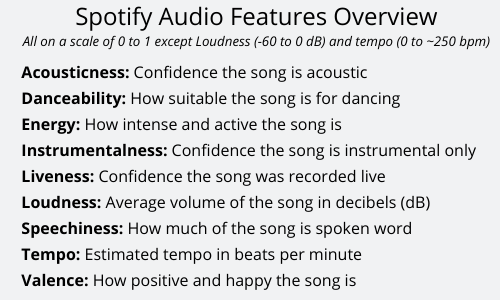 Spotify Audio Features Overview
All on a scale of 0 to 1 except Loudness (-60 to 0 dB) and tempo (0 to ~250 bpm)
Acousticness: Confidence the song is acoustic
Danceability: How suitable the song is for dancing
Energy: How intense and active the song is
Instrumentalness: Confidence the song is instrumental only
Liveness: Confidence the song was recorded live
Loudness: Average volume of the song in decibels (dB)
Speechiness: How much of the song is spoken word
Tempo: Estimated tempo in beats per minute
Valence: How positive and happy the song is